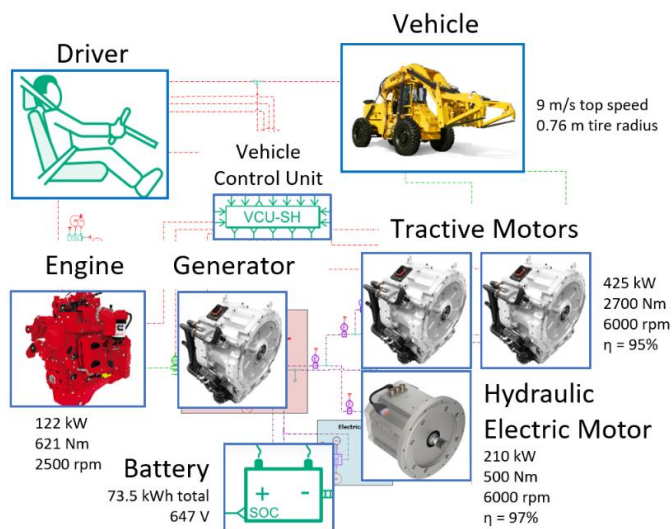 Driver
Vehicle
9 m/s top speed
0.76 m tire radius
Vehicle
Control Unit
VCU-SH
Tractive Motors
Engine
Generator
425 kW
2700 Nm
6000 rpm
η = 95%
122 kW
621 Nm
2500 rpm
Battery
73.5 kWh total
647 V
+ -
SOC
Electrical
Hydraulic
Electric Motor
210 kW
500 Nm
6000 rpm
η = 97%